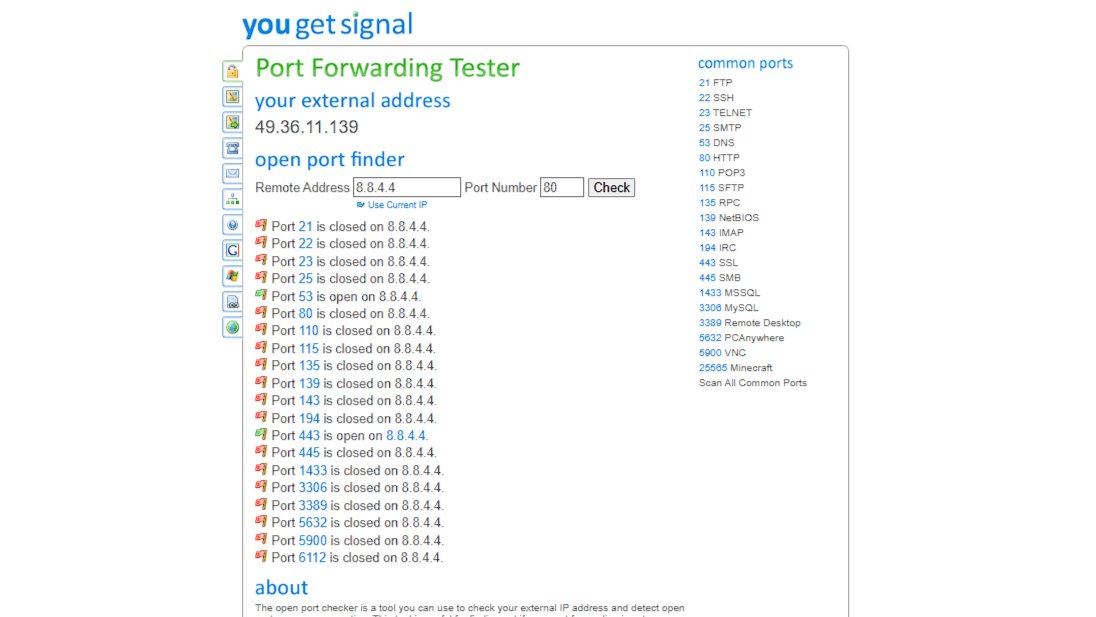 you get signal
Port Forwarding Tester
your external address
49.36.11.139
open port finder
Remote Address 8.8.4.4 Port Number 80 Check
Use Current IP
Port 21 is closed on 8.8.4.4.
Port 22 is closed on 8.8.4.4.
Port 23 is closed on 8.8.4.4.
Port 25 is closed on 8.8.4.4.
Port 53 is open on 8.8.4.4.
Port 80 is closed on 8.8.4.4.
Port 110 is closed on 8.8.4.4.
Port 115 is closed on 8.8.4.4.
Port 135 is closed on 8.8.4.4.
Port 139 is closed on 8.8.4.4.
Port 143 is closed on 8.8.4.4.
Port 194 is closed on 8.8.4.4.
Port 443 is open on 8.8.4.4.
Port 445 is closed on 8.8.4.4.
Port 1433 is closed on 8.8.4.4.
Port 3306 is closed on 8.8.4.4.
Port 3389 is closed on 8.8.4.4.
Port 5632 is closed on 8.8.4.4.
Port 5900 is closed on 8.8.4.4.
Port 6112 is closed on 8.8.4.4.
about
The open port checker is a tool you can use to check your external IP address and detect open
common ports
21 FTP
22 SSH
23 TELNET
25 SMTP
53 DNS
80 HTTP
110 POP3
115 SFTP
135 RPC
139 NetBIOS
143 IMAP
194 IRC
443 SSL
445 SMB
1433 MSSQL
3306 MySQL
3389 Remote Desktop
5632 PCAnywhere
5900 VNC
25565 Minecraft
Scan All Common Ports